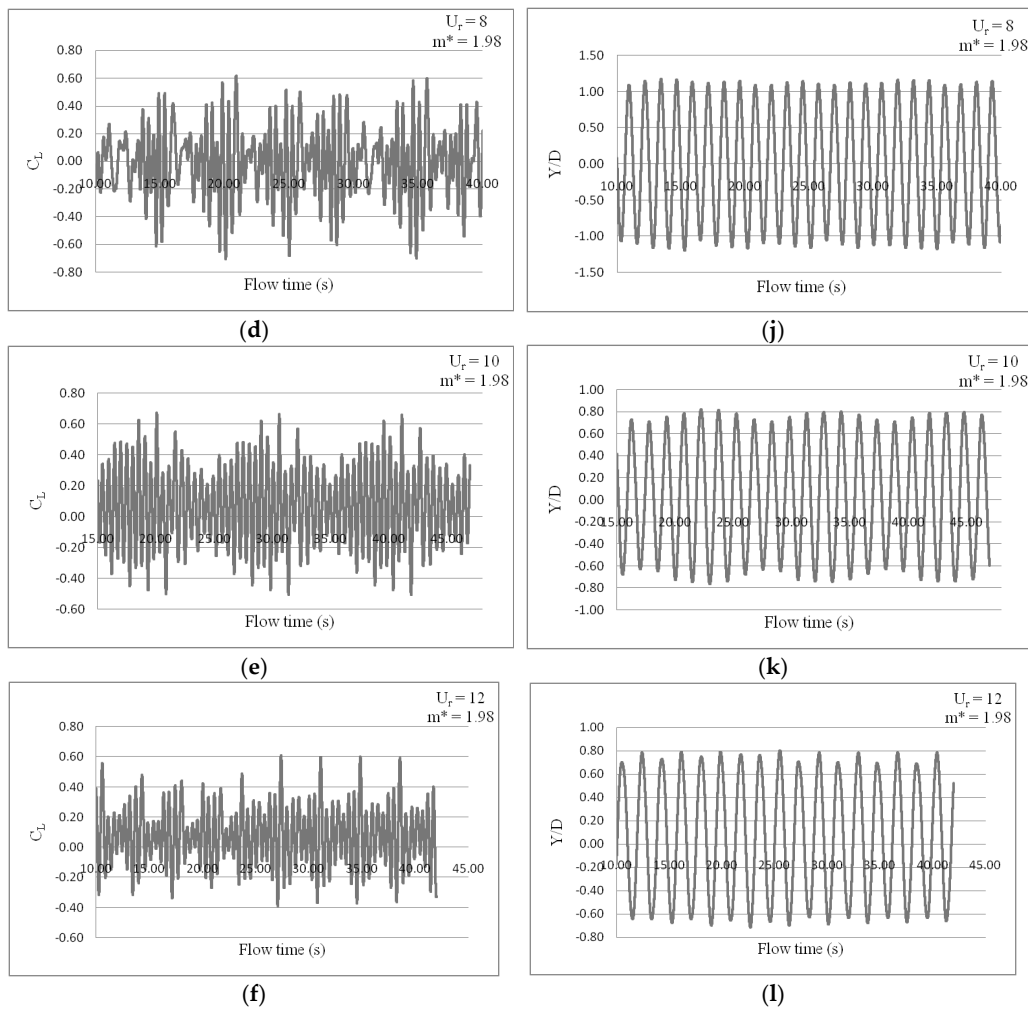 U_r = 8
m* = 1.98
0.80
0.60
0.40
0.20
0.00
-0.20
-0.40
-0.60
-0.80
10.00 15.00 20.00 25.00 30.00 35.00 40.00
C_L
Flow time (s)
(d)
U_r = 8
m* = 1.98
1.50
1.00
0.50
0.00
-0.50
-1.00
-1.50
10.00 15.00 20.00 25.00 30.00 35.00 40.00
Y/D
Flow time (s)
(j)
U_r = 10
m* = 1.98
0.80
0.60
0.40
0.20
0.00
-0.20
-0.40
-0.60
15.00 20.00 25.00 30.00 35.00 40.00 45.00
C_L
Flow time (s)
(e)
U_r = 10
m* = 1.98
1.00
0.80
0.60
0.40
0.20
0.00
-0.20
-0.40
-0.60
-0.80
-1.00
15.00 20.00 25.00 30.00 35.00 40.00 45.00
Y/D
Flow time (s)
(k)
U_r = 12
m* = 1.98
0.80
0.60
0.40
0.20
0.00
-0.20
-0.40
-0.60
10.00 15.00 20.00 25.00 30.00 35.00 40.00 45.00
C_L
Flow time (s)
(f)
U_r = 12
m* = 1.98
1.00
0.80
0.60
0.40
0.20
0.00
-0.20
-0.40
-0.60
-0.80
10.00 15.00 20.00 25.00 30.00 35.00 40.00 45.00
Y/D
Flow time (s)
(l)